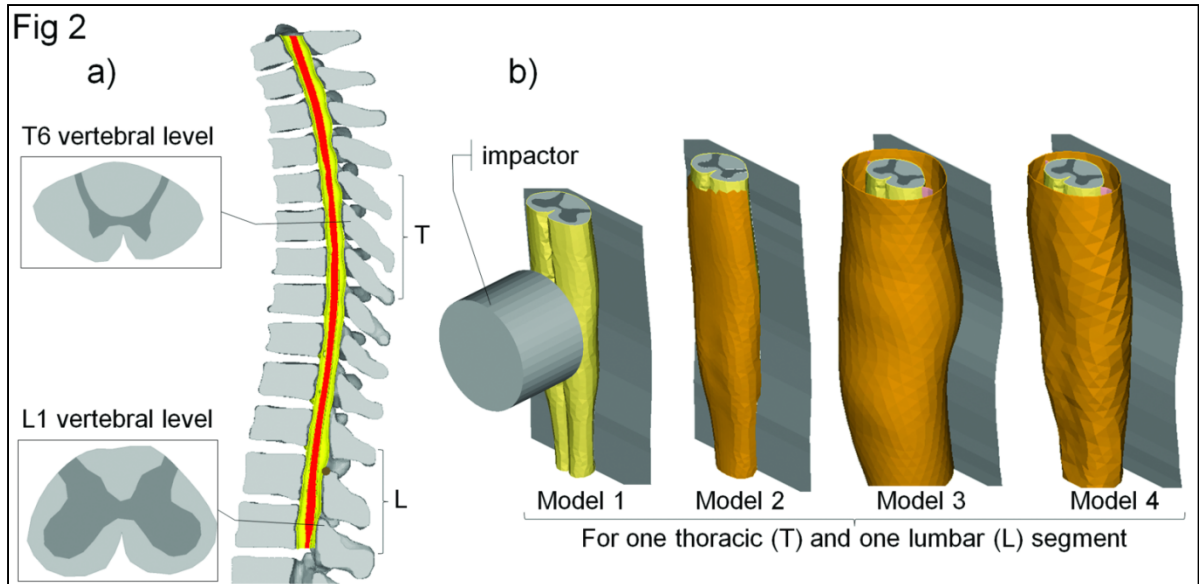 Fig 2
a)
T6 vertebral level
T
L1 vertebral level
L
b)
impactor
Model 1
Model 2
Model 3
Model 4
For one thoracic (T) and one lumbar (L) segment